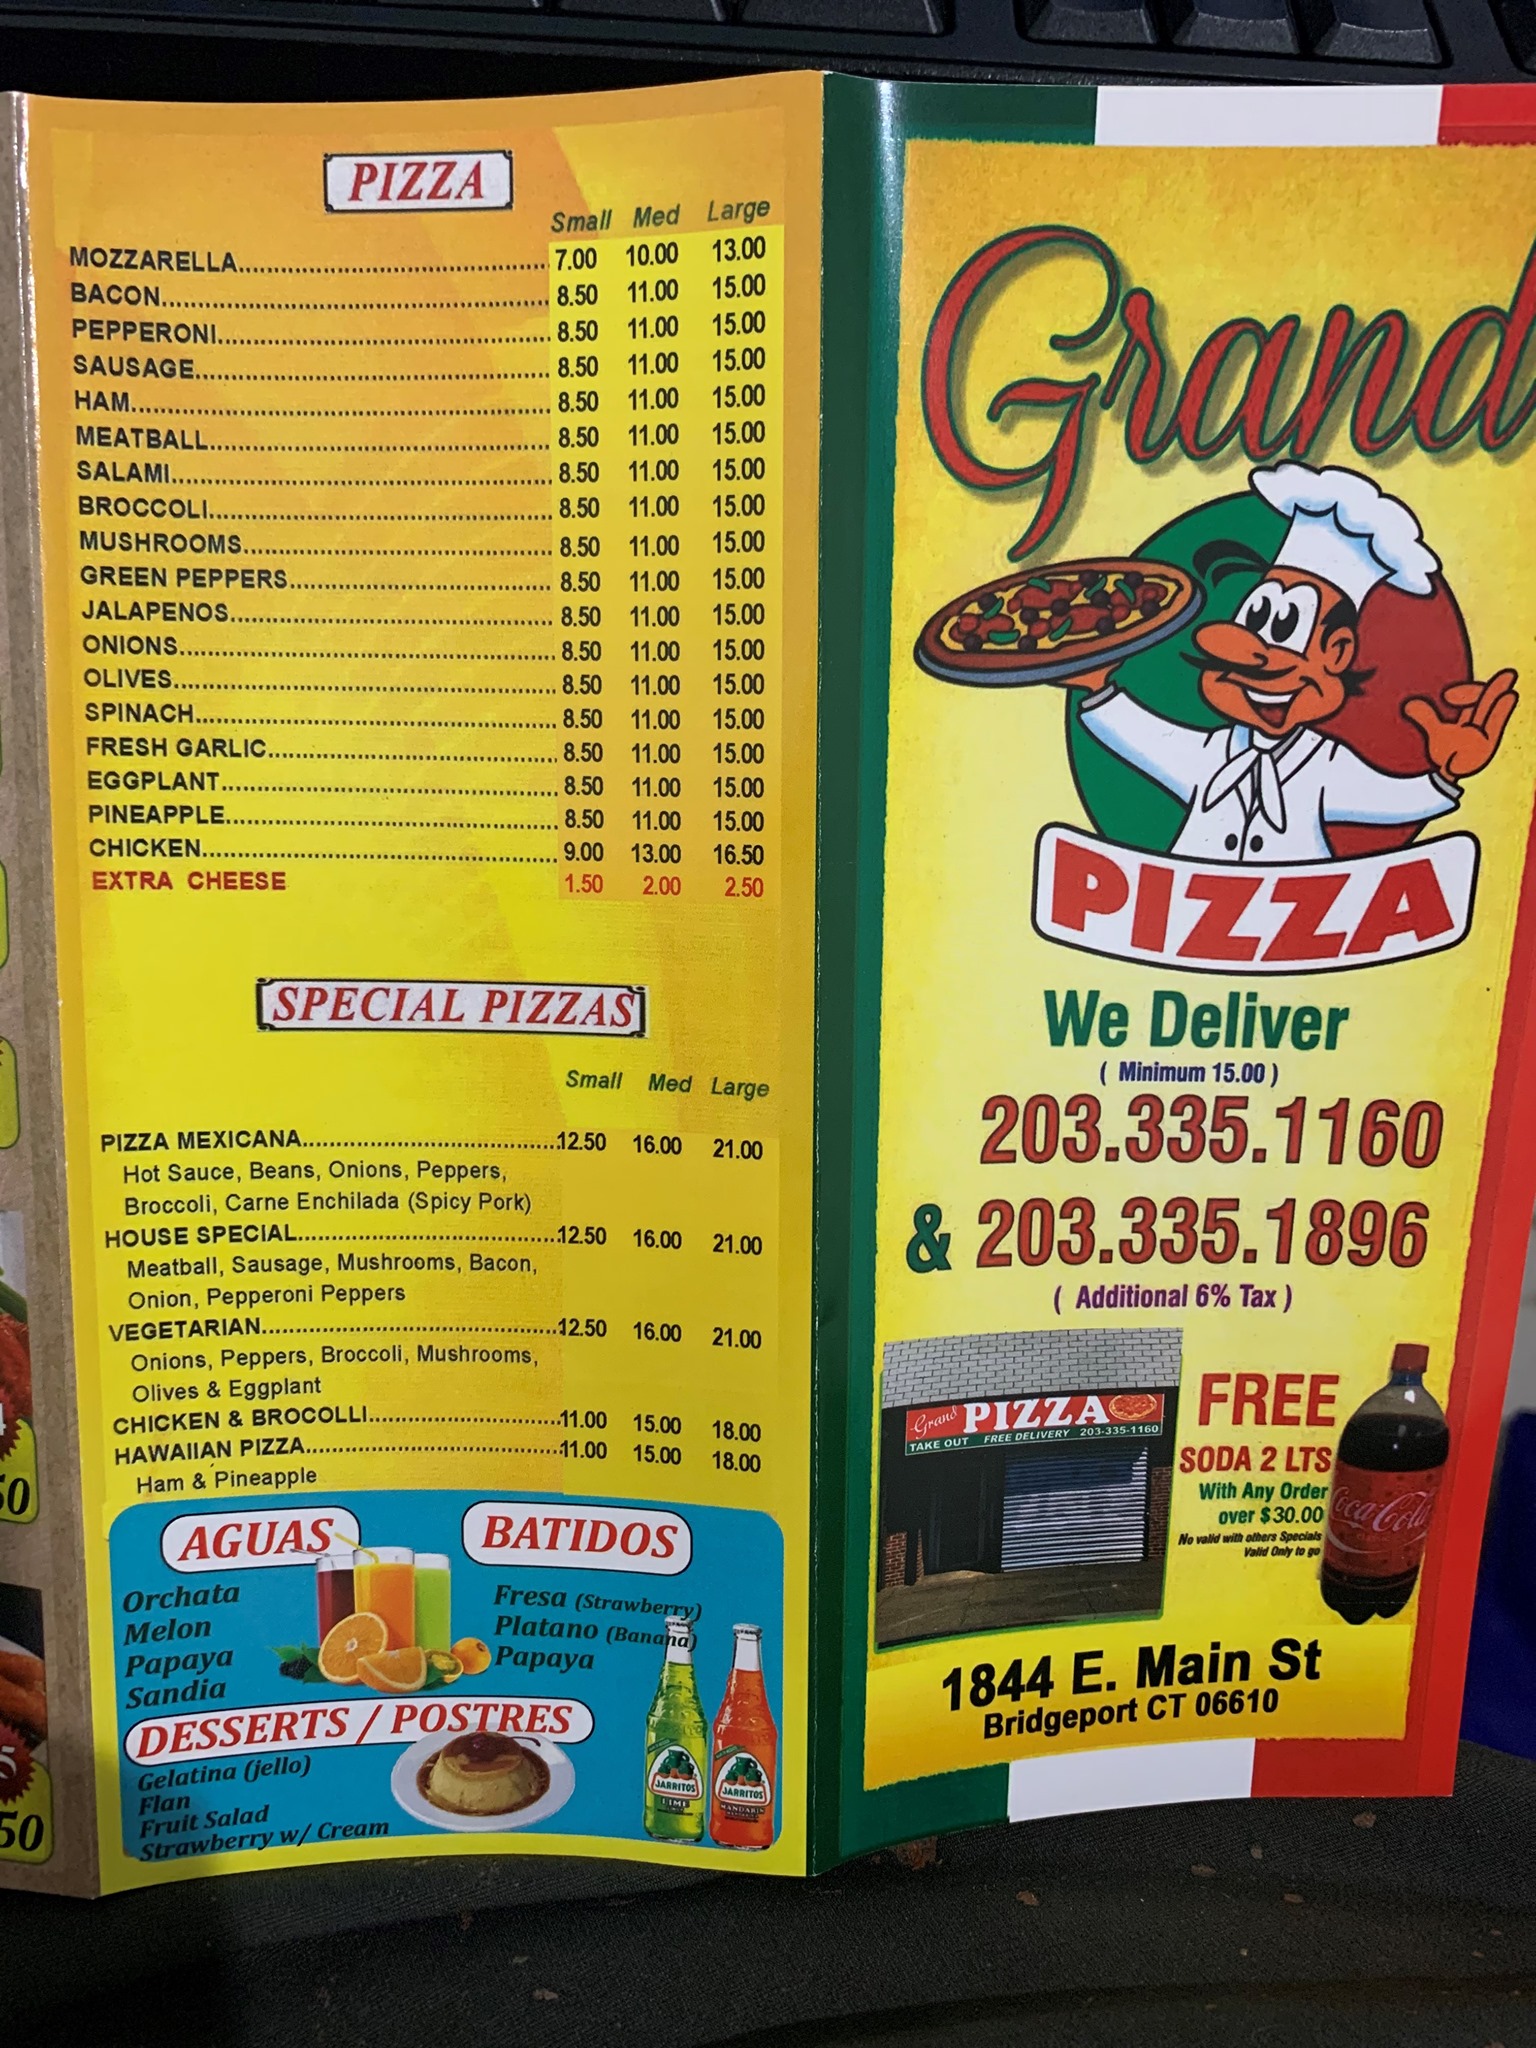 PIZZA
Small Med Large
MOZZARELLA 7.00 10.00 13.00
BACON 8.50 11.00 15.00
PEPPERONI 8.50 11.00 15.00
SAUSAGE 8.50 11.00 15.00
HAM 8.50 11.00 15.00
MEATBALL 8.50 11.00 15.00
SALAMI 8.50 11.00 15.00
BROCCOLI 8.50 11.00 15.00
MUSHROOMS 8.50 11.00 15.00
GREEN PEPPERS 8.50 11.00 15.00
JALAPENOS 8.50 11.00 15.00
ONIONS 8.50 11.00 15.00
OLIVES 8.50 11.00 15.00
SPINACH 8.50 11.00 15.00
FRESH GARLIC 8.50 11.00 15.00
EGGPLANT 8.50 11.00 15.00
PINEAPPLE 8.50 11.00 15.00
CHICKEN 9.00 13.00 16.50
EXTRA CHEESE 1.50 2.00 2.50
SPECIAL PIZZAS
Small Med Large
PIZZA MEXICANA 12.50 16.00 21.00
Hot Sauce, Beans, Onions, Peppers,
Broccoli, Carne Enchilada (Spicy Pork)
HOUSE SPECIAL 12.50 16.00 21.00
Meatball, Sausage, Mushrooms, Bacon,
Onion, Pepperoni Peppers
VEGETARIAN 12.50 16.00 21.00
Onions, Peppers, Broccoli, Mushrooms,
Olives & Eggplant
CHICKEN & BROCOLLI 11.00 15.00 18.00
HAWAIIAN PIZZA 11.00 15.00 18.00
Ham & Pineapple
AGUAS
Orchata
Melon
Papaya
Sandia
BATIDOS
Fresa (Strawberry)
Platano (Banana)
Papaya
DESSERTS / POSTRES
Gelatina (jello)
Flan
Fruit Salad
Strawberry w/ Cream
JARRITOS
LIME
JARRITOS
MANDARIN
Grand
PIZZA
We Deliver
( Minimum 15.00 )
203.335.1160
& 203.335.1896
( Additional 6% Tax )
Grand PIZZA
TAKE OUT FREE DELIVERY 203-335-1160
FREE
SODA 2 LTS
With Any Order
over $30.00
No valid with others Specials
Valid Only to go
Coca-Cola
1844 E. Main St
Bridgeport CT 06610